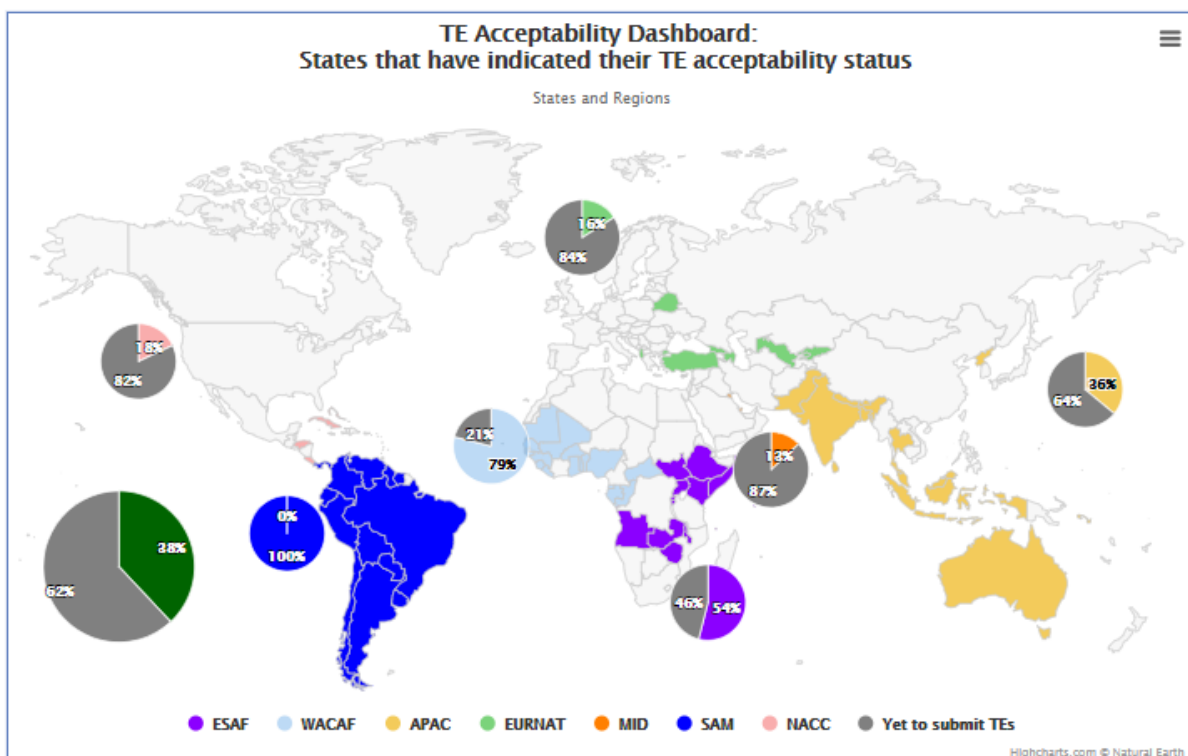 TE Acceptability Dashboard:
States that have indicated their TE acceptability status
States and Regions
16%
84%
18%
82%
36%
64%
21%
79%
13%
87%
0%
100%
38%
62%
46%
54%
ESAF
WACAF
APAC
EURNAT
MID
SAM
NACC
Yet to submit TEs
Highcharts.com © Natural Earth